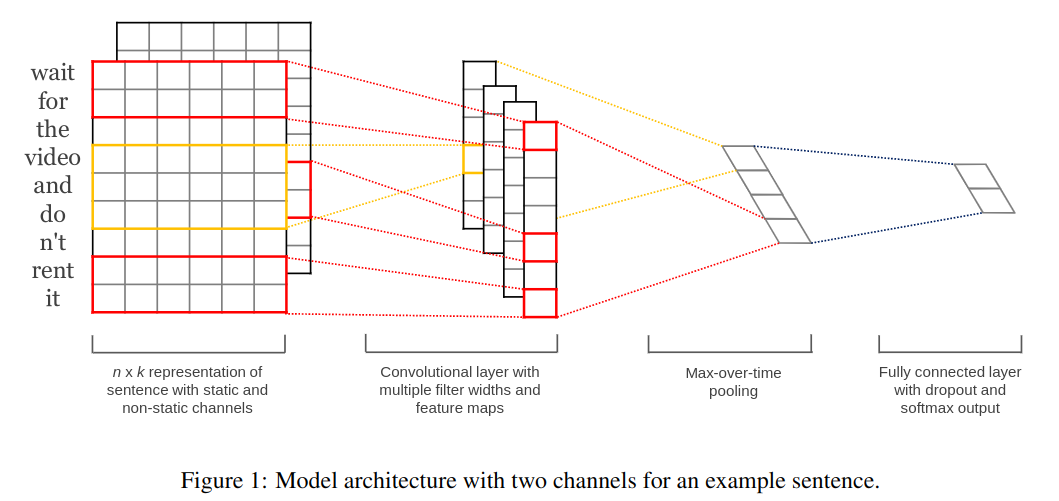 wait
for
the
video
and
do
n't
rent
it
n x k representation of
sentence with static and
non-static channels
Convolutional layer with
multiple filter widths and
feature maps
Max-over-time
pooling
Fully connected layer
with dropout and
softmax output
Figure 1: Model architecture with two channels for an example sentence.